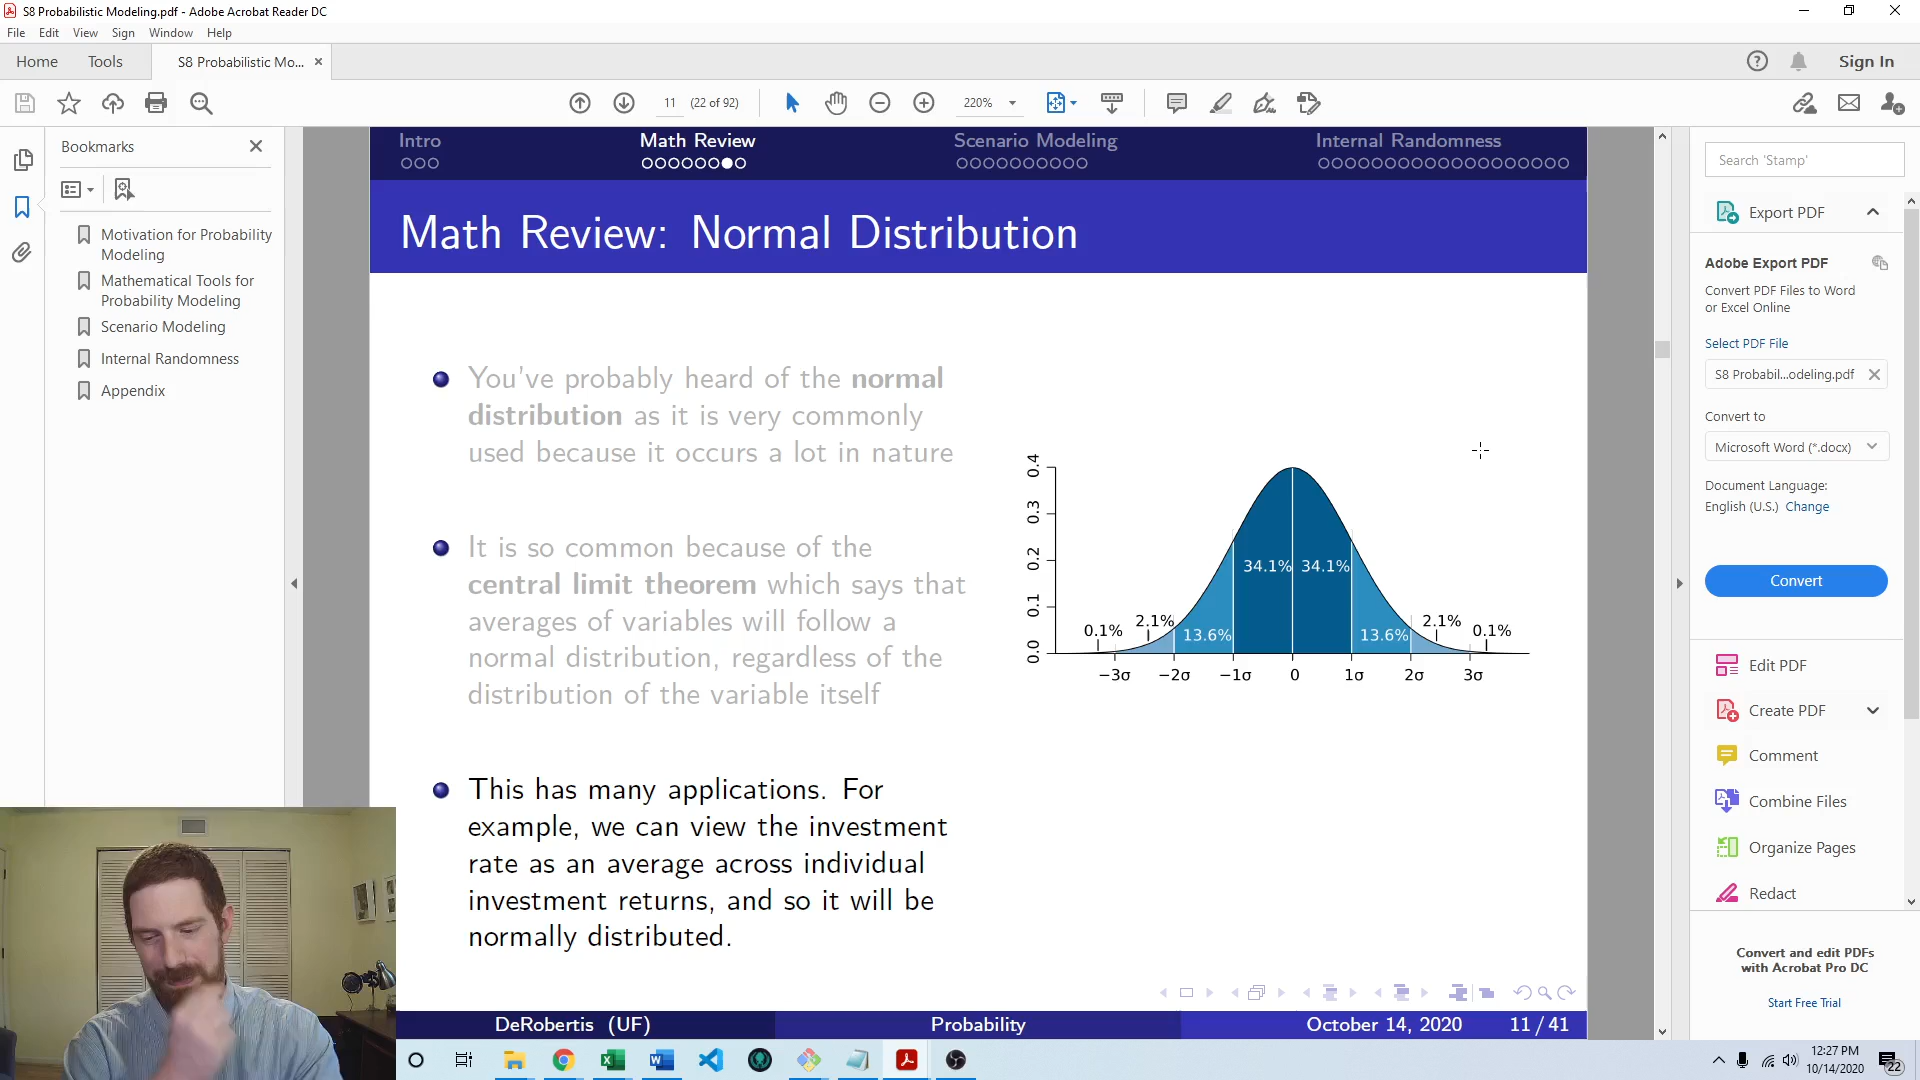 S8 Probabilistic Modeling.pdf - Adobe Acrobat Reader DC
File Edit View Sign Window Help
Home Tools S8 Probabilistic Mo... ×
Sign In
11 (22 of 92)
220%
Bookmarks
Motivation for Probability
Modeling
Mathematical Tools for
Probability Modeling
Scenario Modeling
Internal Randomness
Appendix
Intro Math Review Scenario Modeling Internal Randomness
Math Review: Normal Distribution
You've probably heard of the normal
distribution as it is very commonly
used because it occurs a lot in nature
It is so common because of the
central limit theorem which says that
averages of variables will follow a
normal distribution, regardless of the
distribution of the variable itself
This has many applications. For
example, we can view the investment
rate as an average across individual
investment returns, and so it will be
normally distributed.
0.4
0.3
0.2
0.1
0.0
34.1% 34.1%
0.1% 2.1% 13.6% 13.6% 2.1% 0.1%
−3σ −2σ −1σ 0 1σ 2σ 3σ
DeRobertis (UF) Probability October 14, 2020 11 / 41
Search 'Stamp'
Export PDF
Adobe Export PDF
Convert PDF Files to Word
or Excel Online
Select PDF File
S8 Probabil...odeling.pdf
Convert to
Microsoft Word (*.docx)
Document Language:
English (U.S.) Change
Convert
Edit PDF
Create PDF
Comment
Combine Files
Organize Pages
Redact
Convert and edit PDFs
with Acrobat Pro DC
Start Free Trial
12:27 PM
10/14/2020
22